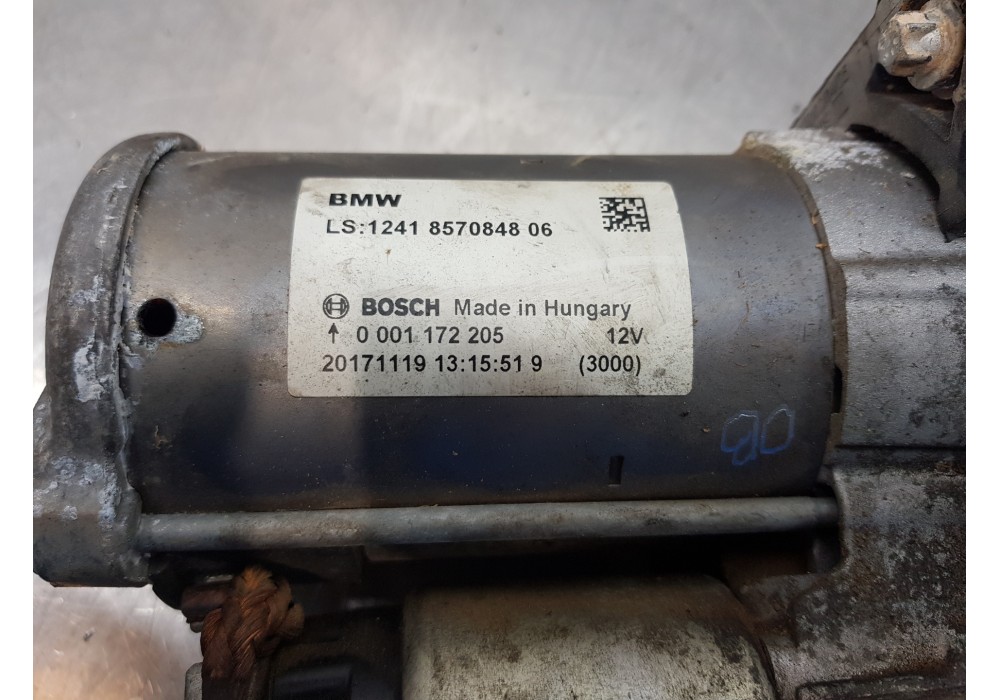 BMW
LS:1241 8570848 06
BOSCH Made in Hungary
↑ 0 001 172 205 12V
20171119 13:15:51 9 (3000)